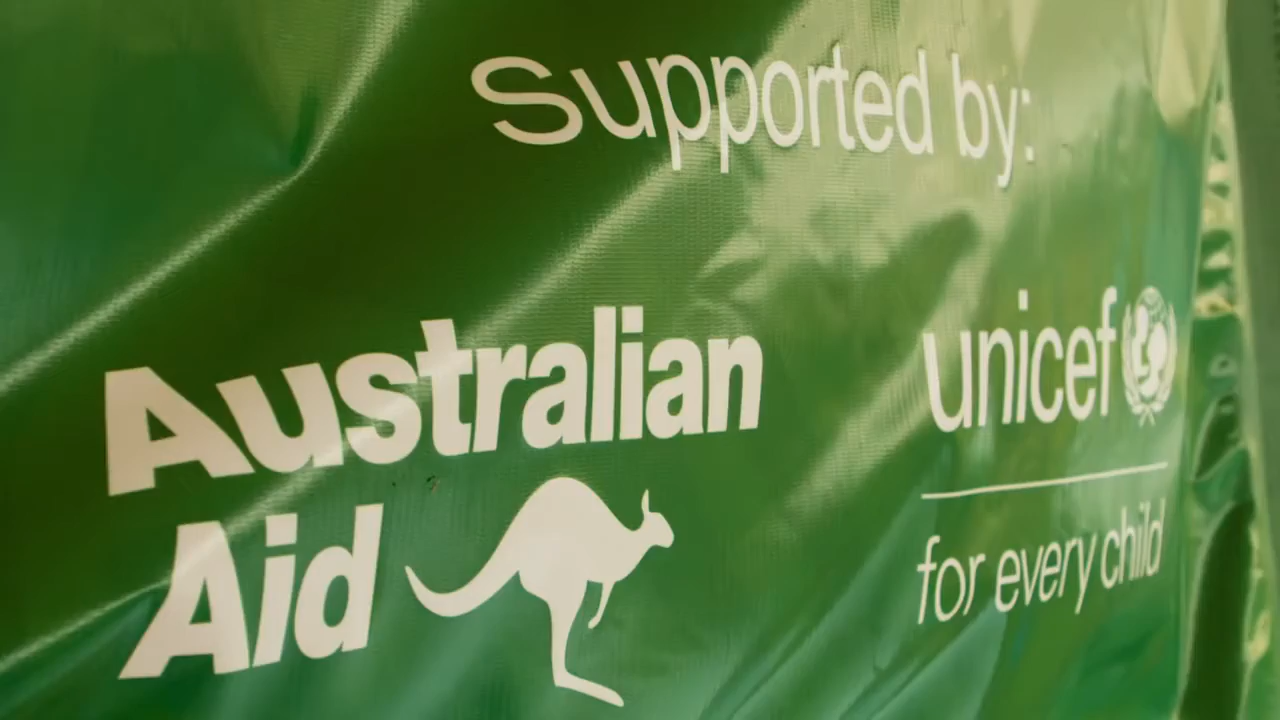 Supported by:
Australian
Aid
unicef
for every child